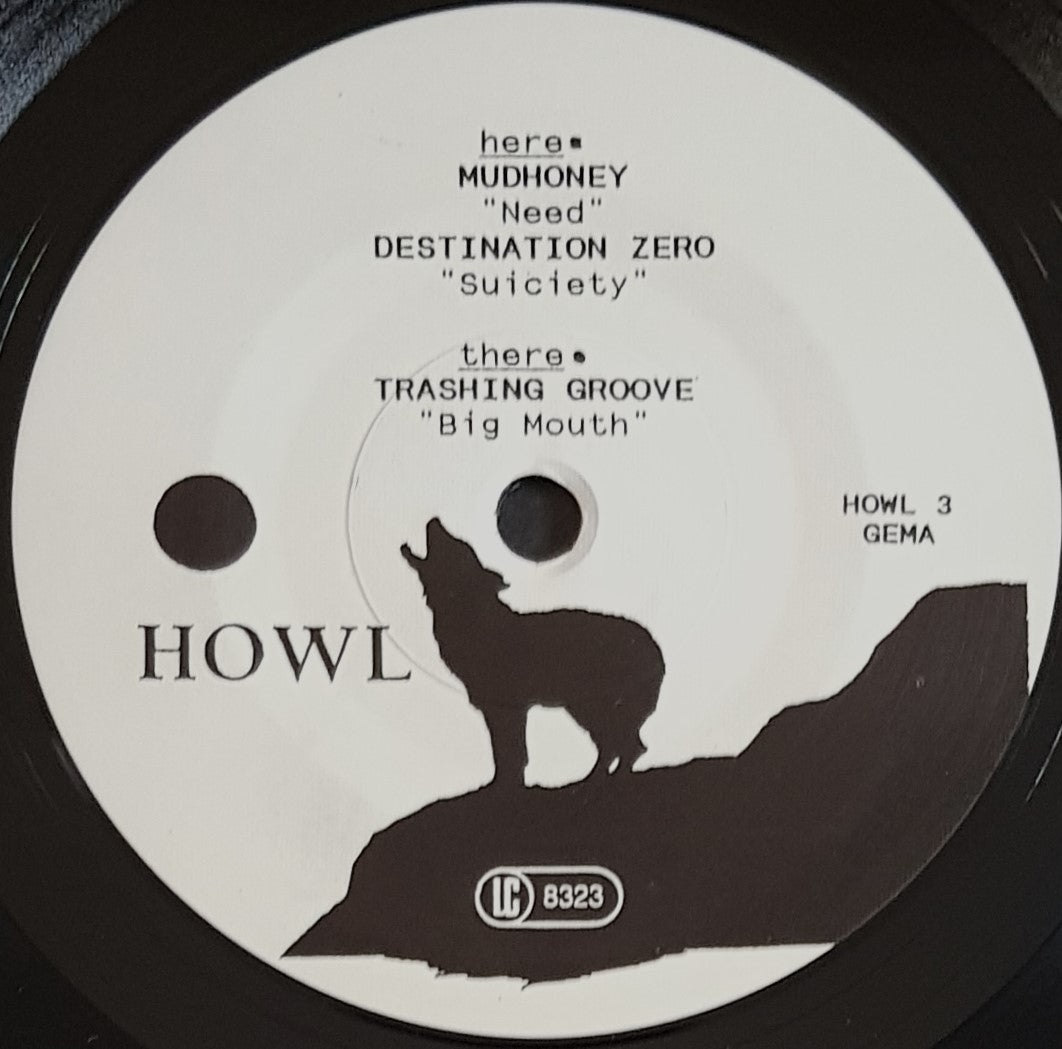 here.
MUDHONEY
"Need"
DESTINATION ZERO
"Suiciety"
there.
TRASHING GROOVE
"Big Mouth"
HOWL 3
GEMA
HOWL
LC 8323